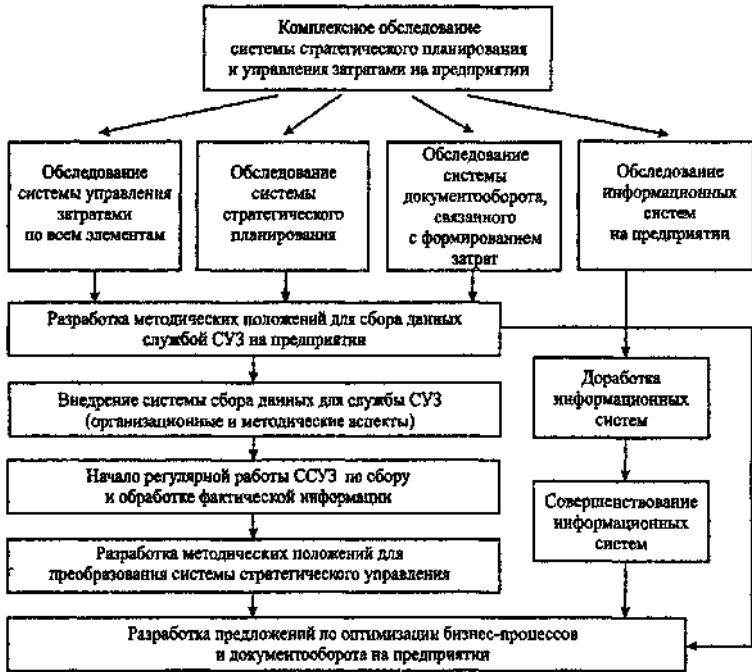 Комплексное обследование
системы стратегического планирования
и управления затратами на предприятии
Обследование
системы управления
затратами
по всем элементам
Обследование
системы
стратегического
планирования
Обследование
системы
документооборота,
связанного
с формированием
затрат
Обследование
информационных
систем
на предприятии
Разработка методических положений для сбора данных
службой СУЗ на предприятии
Внедрение системы сбора данных для службы СУЗ
(организационные и методические аспекты)
Начало регулярной работы ССУЗ по сбору
и обработке фактической информации
Разработка методических положений для
преобразования системы стратегического управления
Доработка
информационных
систем
Совершенствование
информационных
систем
Разработка предложений по оптимизации бизнес-процессов
и документооборота на предприятии